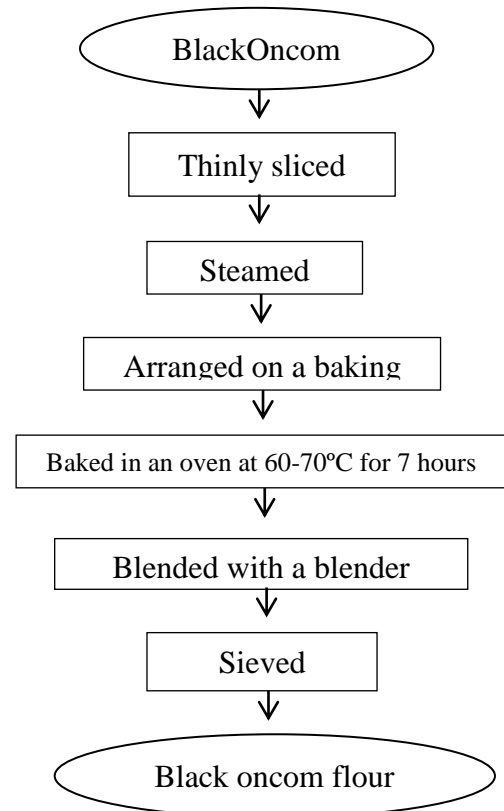 BlackOncom
Thinly sliced
Steamed
Arranged on a baking
Baked in an oven at 60-70ºC for 7 hours
Blended with a blender
Sieved
Black oncom flour